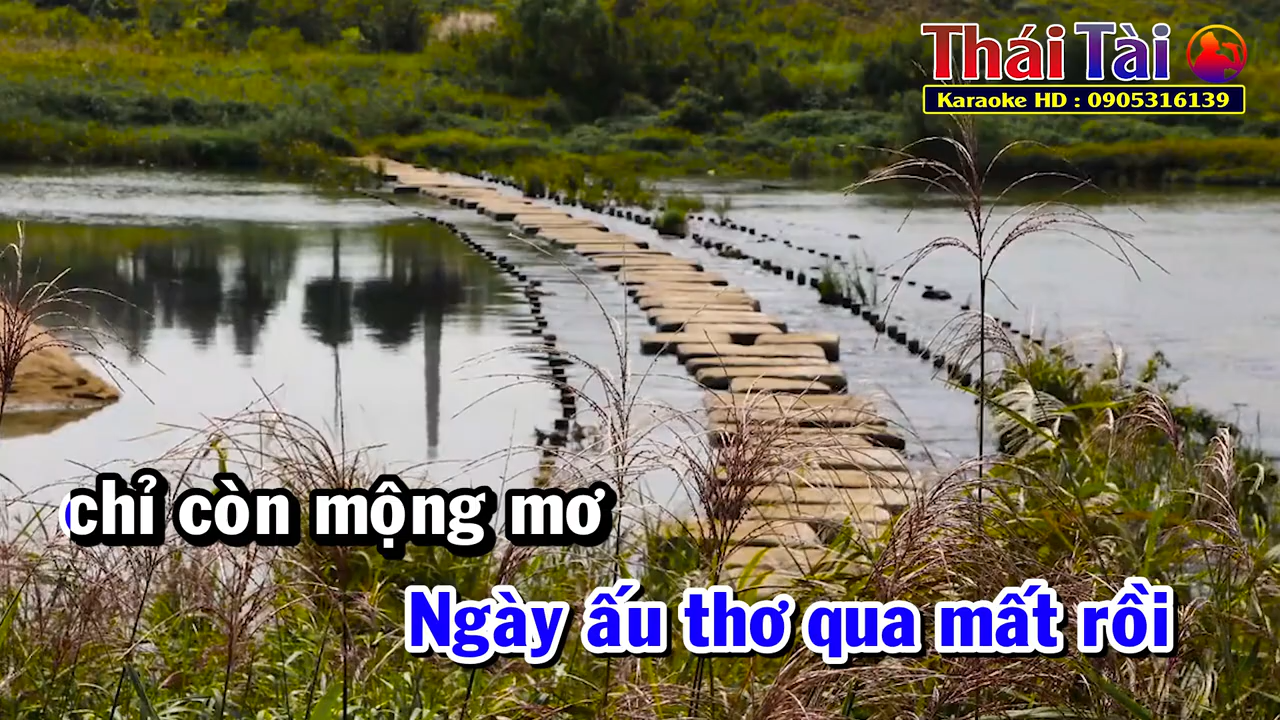 Thái Tài
Karaoke HD : 0905316139
chỉ còn mộng mơ
Ngày ấu thơ qua mất rồi